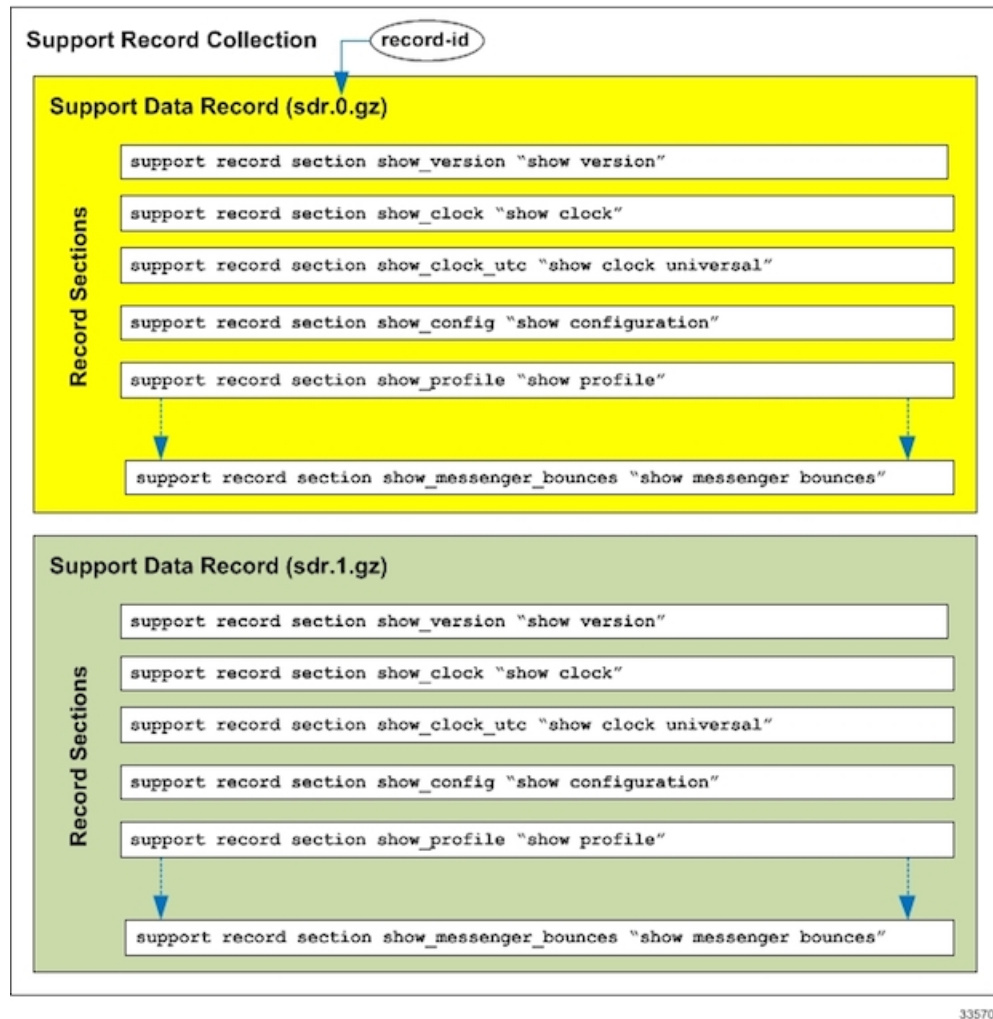 Support Record Collection
record-id
Support Data Record (sdr.0.gz)
Record Sections
support record section show_version “show version”
support record section show_clock “show clock”
support record section show_clock_utc “show clock universal”
support record section show_config “show configuration”
support record section show_profile “show profile”
support record section show_messenger_bounces “show messenger bounces”
Support Data Record (sdr.1.gz)
Record Sections
support record section show_version “show version”
support record section show_clock “show clock”
support record section show_clock_utc “show clock universal”
support record section show_config “show configuration”
support record section show_profile “show profile”
support record section show_messenger_bounces “show messenger bounces”
33570